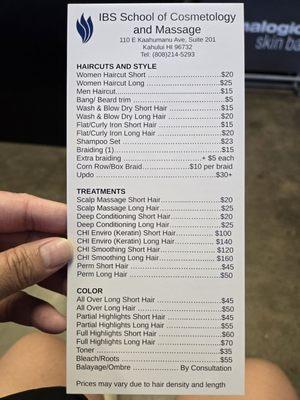 IBS School of Cosmetology
and Massage
110 E Kaahumanu Ave, Suite 201
Kahului HI 96732
Tel: (808)214-5293
HAIRCUTS AND STYLE
Women Haircut Short ........................$20
Women Haircut Long ........................$25
Men Haircut........................$15
Bang/ Beard trim ........................$5
Wash & Blow Dry Short Hair ........................$15
Wash & Blow Dry Long Hair ........................$20
Flat/Curly Iron Short Hair ........................$15
Flat/Curly Iron Long Hair ........................$20
Shampoo Set ........................$23
Braiding (1)........................$15
Extra braiding ........................+ $5 each
Corn Row/Box Braid........................$10 per braid
Updo ........................$30+
TREATMENTS
Scalp Massage Short Hair........................$20
Scalp Massage Long Hair........................$25
Deep Conditioning Short Hair........................$20
Deep Conditioning Long Hair ........................$25
CHI Enviro (Keratin) Short Hair........................$100
CHI Enviro (Keratin) Long Hair ........................$140
CHI Smoothing Short Hair........................$120
CHI Smoothing Long Hair ........................$160
Perm Short Hair ........................$45
Perm Long Hair ........................$50
COLOR
All Over Long Short Hair ........................$45
All Over Long Hair ........................$50
Partial Highlights Short Hair........................$45
Partial Highlights Long Hair........................$55
Full Highlights Short Hair ........................$60
Full Highlights Long Hair........................$70
Toner ........................$35
Bleach/Roots ........................$55
Balayage/Ombre ........................By Consultation
Prices may vary due to hair density and length
malogic
skin b